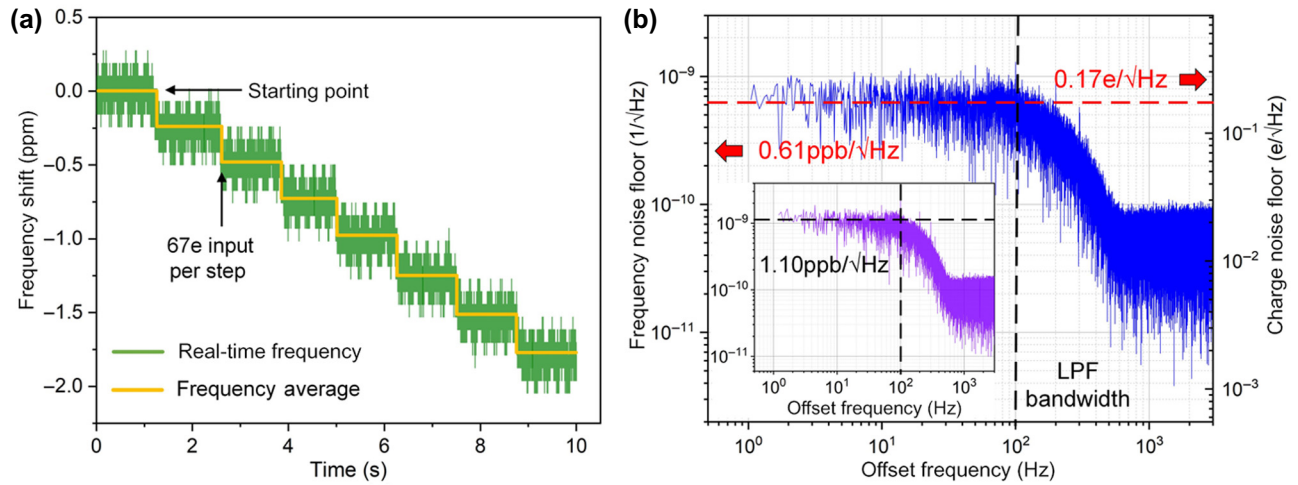 (a)
Frequency shift (ppm)
0.5
0.0
−0.5
−1.0
−1.5
−2.0
Starting point
67e input
per step
Real-time frequency
Frequency average
0 2 4 6 8 10
Time (s)
(b)
Frequency noise floor (1/√Hz)
10⁻⁹
10⁻¹⁰
10⁻¹¹
0.17e/√Hz
0.61ppb/√Hz
10⁻⁹
10⁻¹⁰
10⁻¹¹
1.10ppb/√Hz
10⁰ 10¹ 10² 10³
Offset frequency (Hz)
LPF
bandwidth
10⁰ 10¹ 10² 10³
Offset frequency (Hz)
10⁻¹
10⁻²
10⁻³
Charge noise floor (e/√Hz)